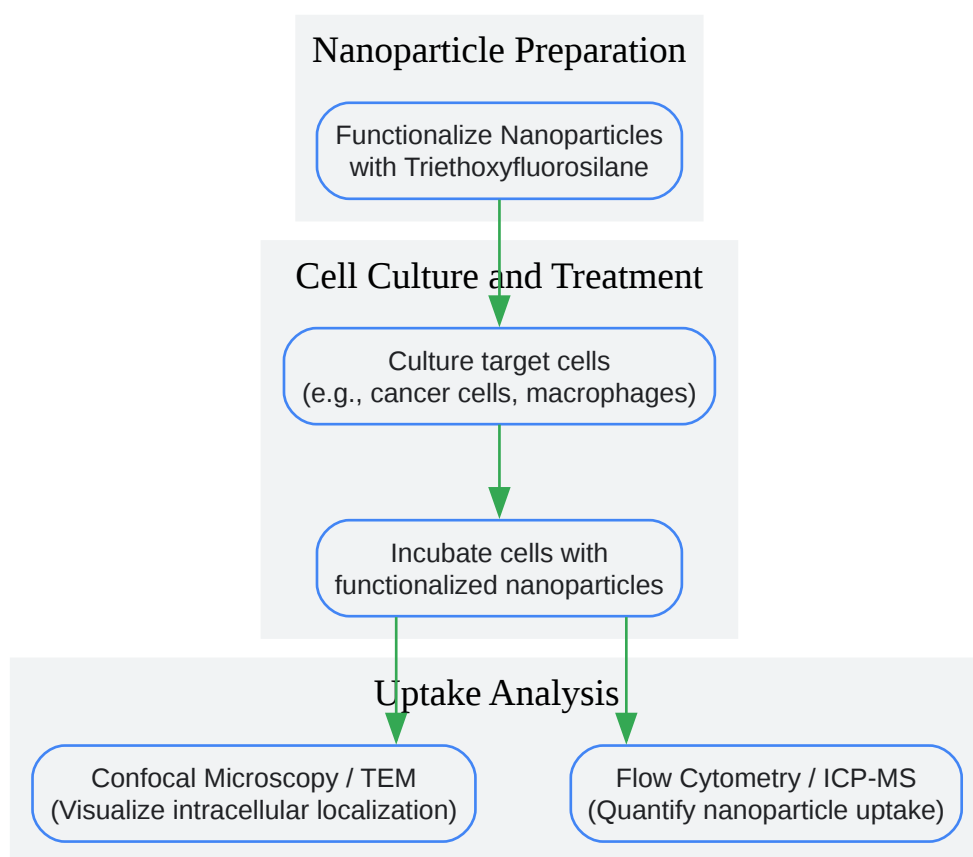 Nanoparticle Preparation
Functionalize Nanoparticles
with Triethoxyfluorosilane
Cell Culture and Treatment
Culture target cells
(e.g., cancer cells, macrophages)
Incubate cells with
functionalized nanoparticles
Uptake Analysis
Confocal Microscopy / TEM
(Visualize intracellular localization)
Flow Cytometry / ICP-MS
(Quantify nanoparticle uptake)